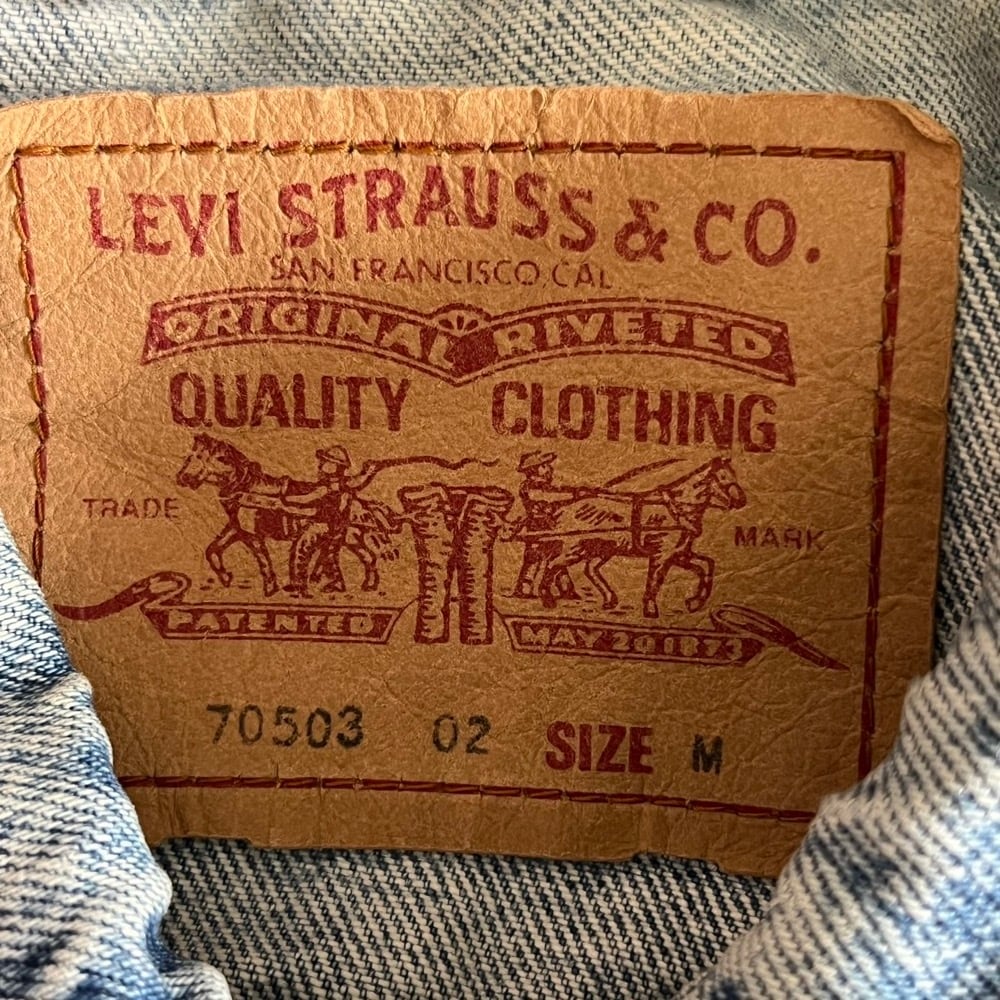 LEVI STRAUSS & CO.
SAN FRANCISCO, CAL
ORIGINAL RIVETED
QUALITY CLOTHING
TRADE MARK
PATENTED MAY 20 1873
70503 02 SIZE M